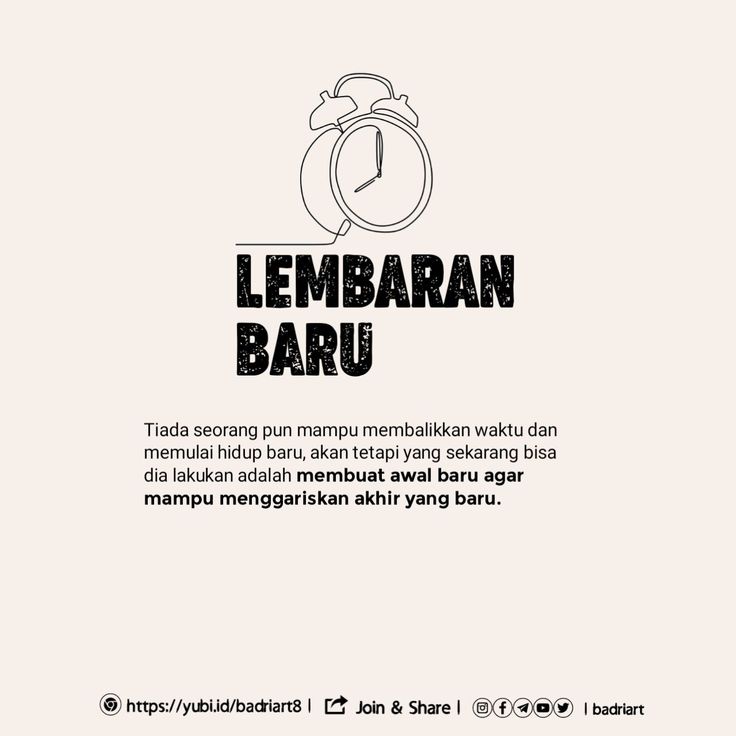 LEMBARAN
BARU
Tiada seorang pun mampu membalikkan waktu dan
memulai hidup baru, akan tetapi yang sekarang bisa
dia lakukan adalah membuat awal baru agar
mampu menggariskan akhir yang baru.
https://yubi.id/badriart8 | Join & Share | | badriart